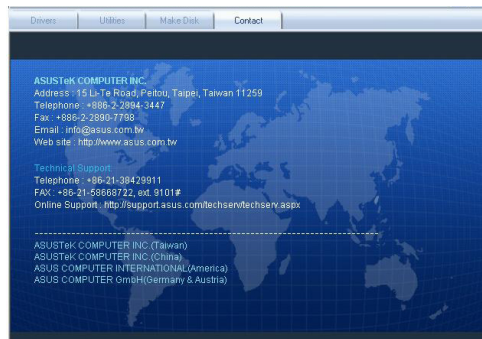 Drivers Utilities Make Disk Contact
ASUSTeK COMPUTER INC.
Address : 15 Li-Te Road, Peitou, Taipei, Taiwan 11259
Telephone : +886-2-2894-3447
Fax : +886-2-2890-7798
Email : info@asus.com.tw
Web site : http://www.asus.com.tw
Technical Support
Telephone : +86-21-38429911
FAX : +86-21-58668722, ext. 9101#
Online Support : http://support.asus.com/techserv/techserv.aspx
ASUSTeK COMPUTER INC.(Taiwan)
ASUSTeK COMPUTER INC.(China)
ASUS COMPUTER INTERNATIONAL(America)
ASUS COMPUTER GmbH(Germany & Austria)